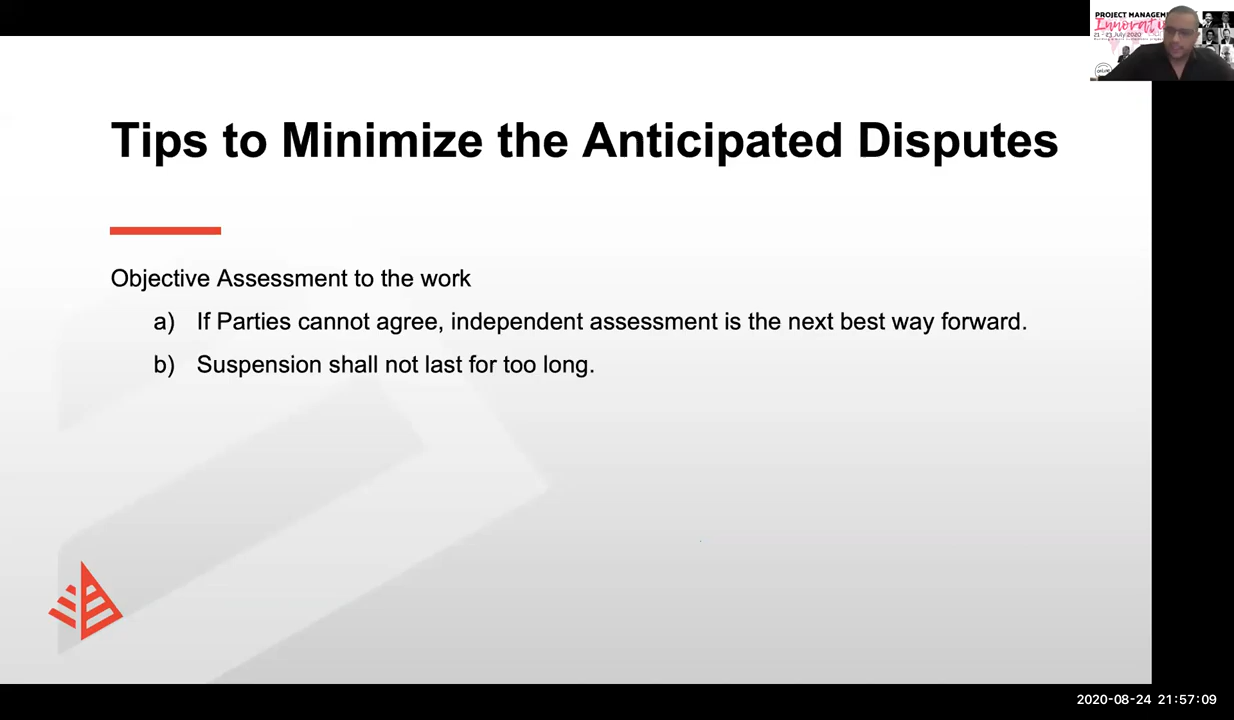 PROJECT MANAGEM
Innovati
21 - 23 July 2020
Tips to Minimize the Anticipated Disputes
Objective Assessment to the work
a) If Parties cannot agree, independent assessment is the next best way forward.
b) Suspension shall not last for too long.
2020-08-24 21:57:09